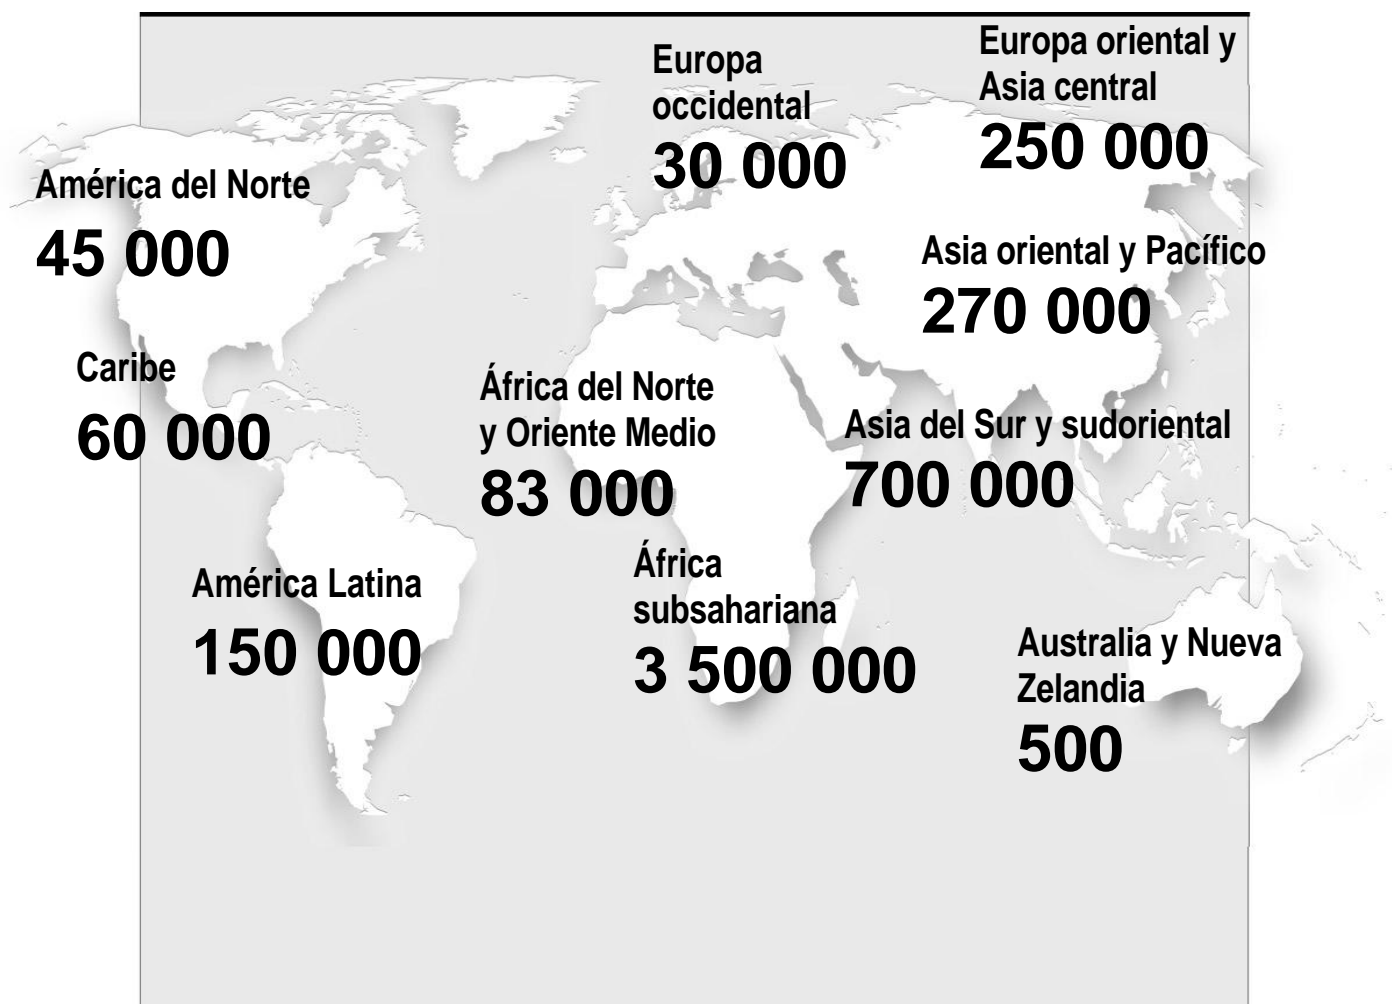 Europa
occidental
30 000
Europa oriental y
Asia central
250 000
América del Norte
45 000
Asia oriental y Pacífico
270 000
Caribe
60 000
África del Norte
y Oriente Medio
83 000
Asia del Sur y sudoriental
700 000
América Latina
150 000
África
subsahariana
3 500 000
Australia y Nueva
Zelandia
500